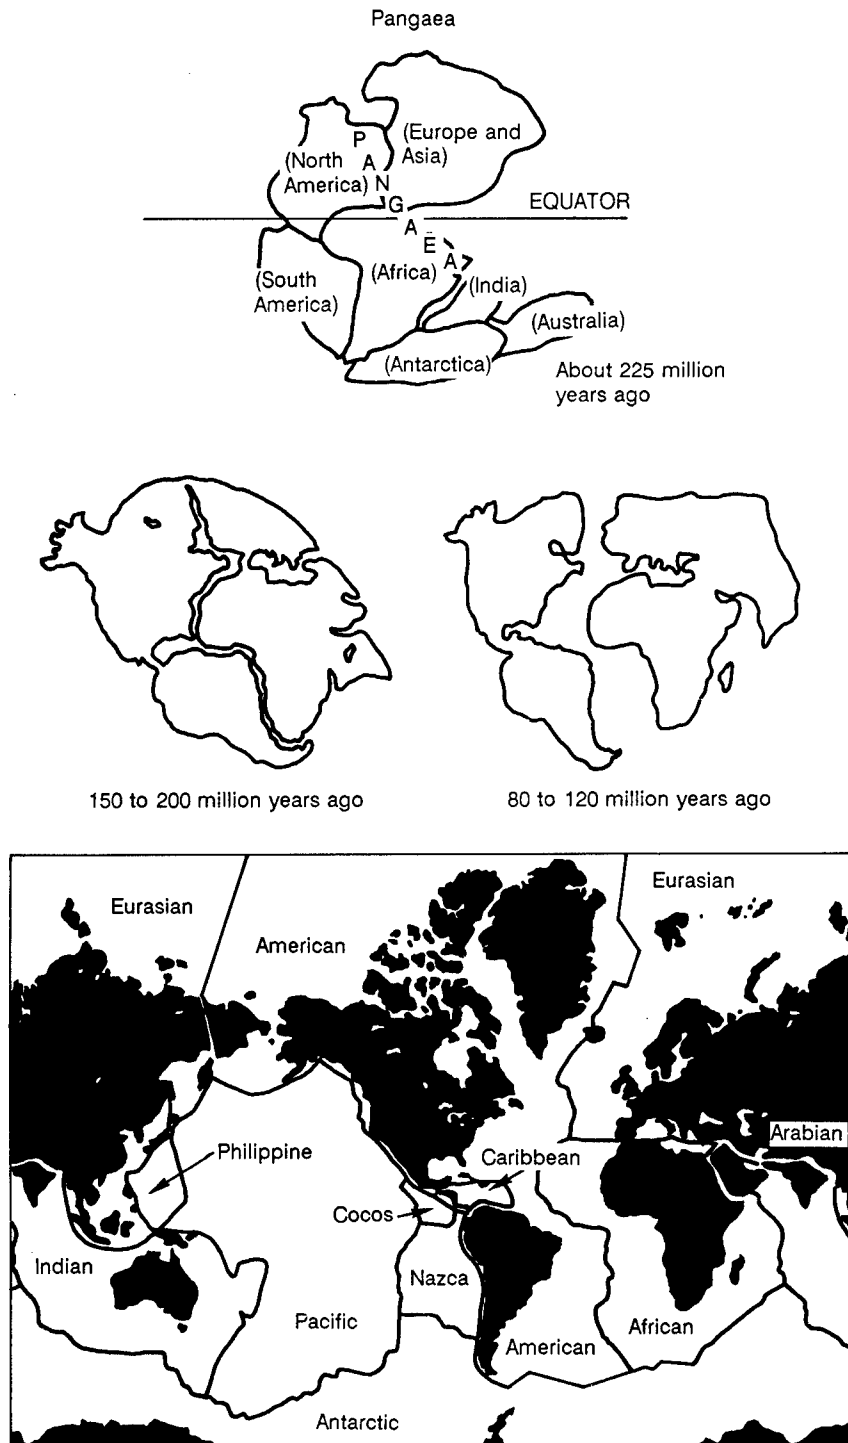 Pangaea
(Europe and
Asia)
(North
America)
P
A
N
G
A
E
A
EQUATOR
(South
America)
(Africa)
(India)
(Australia)
(Antarctica)
About 225 million
years ago
150 to 200 million years ago
80 to 120 million years ago
Eurasian
American
Eurasian
Arabian
Philippine
Caribbean
Cocos
Indian
Nazca
Pacific
American
African
Antarctic